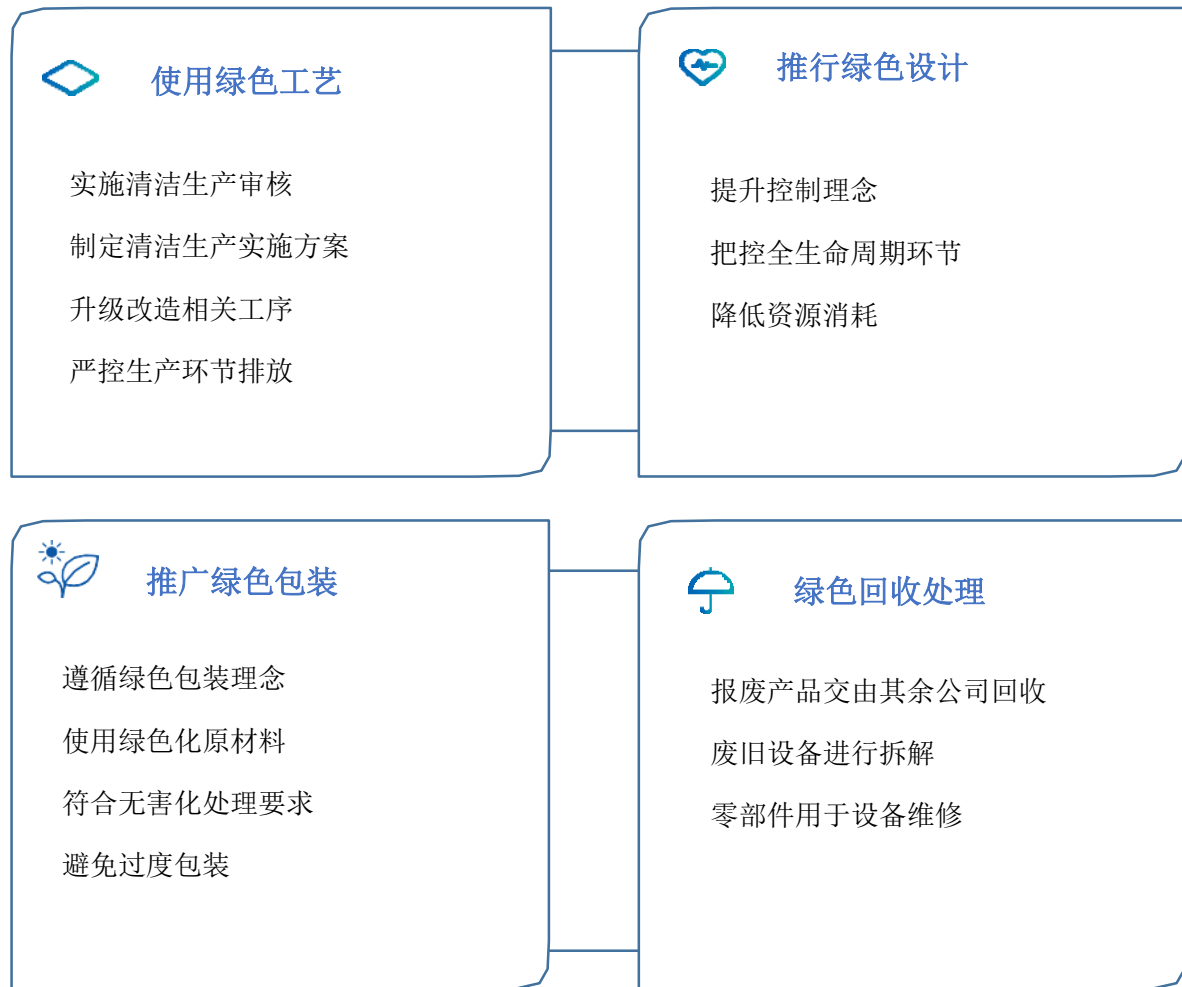 使用绿色工艺
实施清洁生产审核
制定清洁生产实施方案
升级改造相关工序
严控生产环节排放
推行绿色设计
提升控制理念
把控全生命周期环节
降低资源消耗
推广绿色包装
遵循绿色包装理念
使用绿色化原材料
符合无害化处理要求
避免过度包装
绿色回收处理
报废产品交由其余公司回收
废旧设备进行拆解
零部件用于设备维修